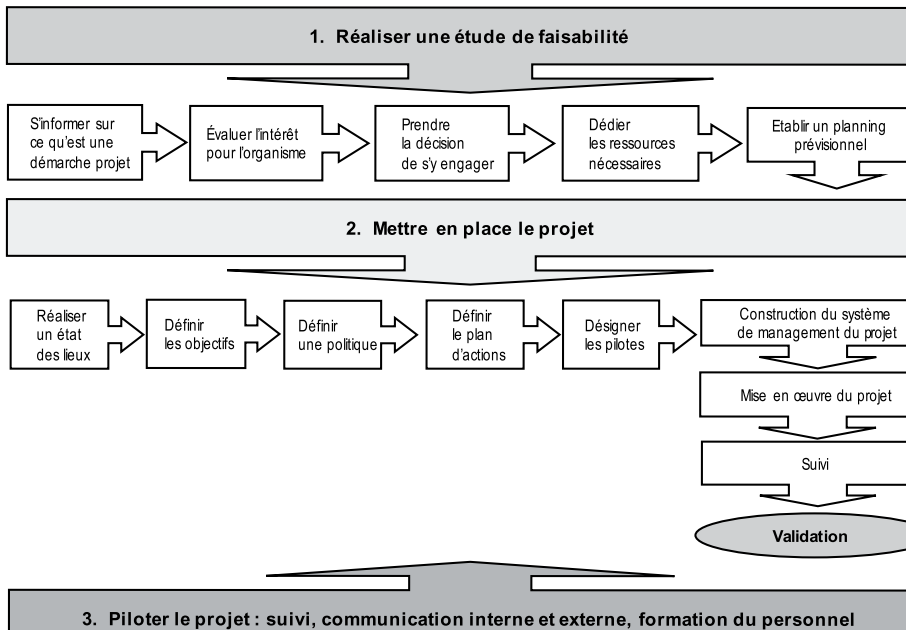 1. Réaliser une étude de faisabilité
S'informer sur
ce qu'est une
démarche projet
Évaluer l'intérêt
pour l'organisme
Prendre
la décision
de s'y engager
Dédier
les ressources
nécessaires
Etablir un planning
prévisionnel
2. Mettre en place le projet
Réaliser
un état
des lieux
Définir
les objectifs
Définir
une politique
Définir
le plan
d'actions
Désigner
les pilotes
Construction du système
de management du projet
Mise en œuvre du projet
Suivi
Validation
3. Piloter le projet : suivi, communication interne et externe, formation du personnel